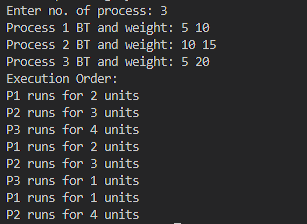 Enter no. of process: 3
Process 1 BT and weight: 5 10
Process 2 BT and weight: 10 15
Process 3 BT and weight: 5 20
Execution Order:
P1 runs for 2 units
P2 runs for 3 units
P3 runs for 4 units
P1 runs for 2 units
P2 runs for 3 units
P3 runs for 1 units
P1 runs for 1 units
P2 runs for 4 units